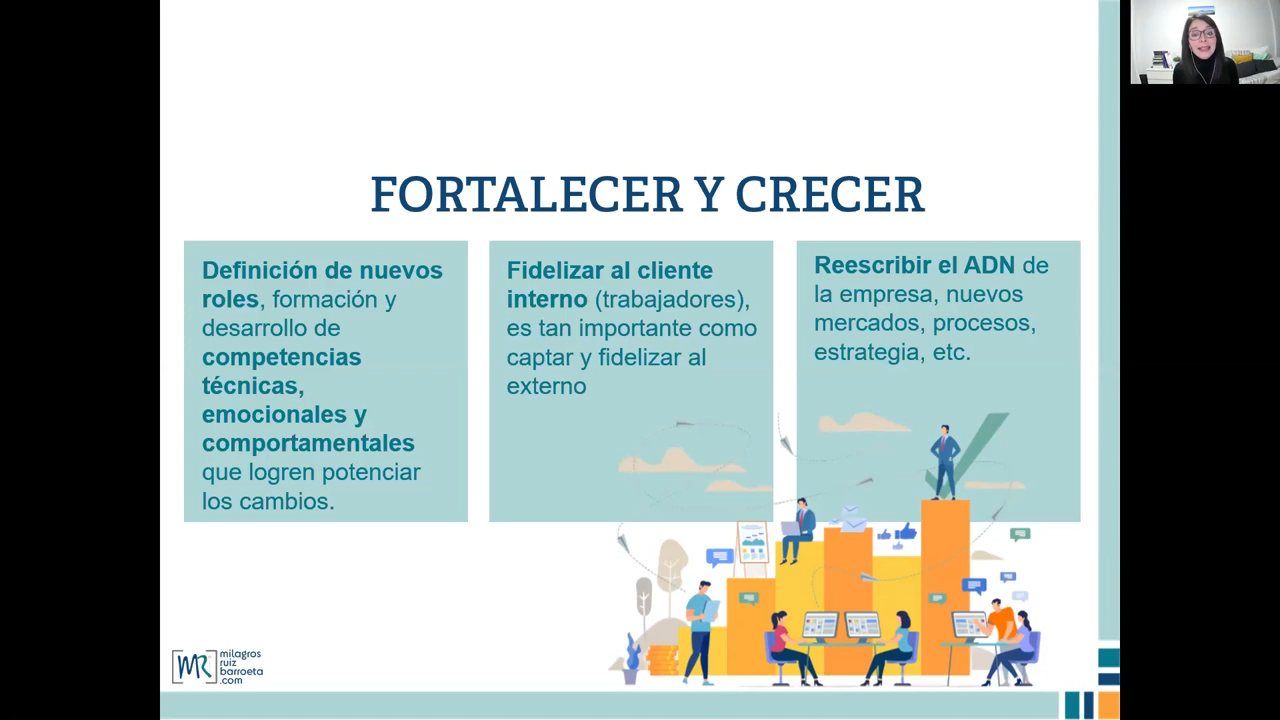 FORTALECER Y CRECER
Definición de nuevos
roles, formación y
desarrollo de
competencias
técnicas,
emocionales y
comportamentales
que logren potenciar
los cambios.
Fidelizar al cliente
interno (trabajadores),
es tan importante como
captar y fidelizar al
externo
Reescribir el ADN de
la empresa, nuevos
mercados, procesos,
estrategia, etc.
MR
milagros
ruiz
barroeta
.com